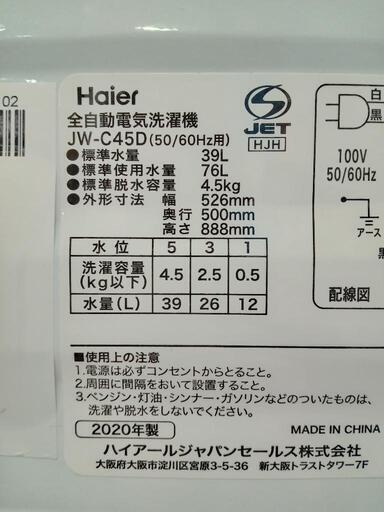 02
Haier
全自動電気洗濯機
JW-C45D(50/60Hz用)
S
JET
HJH
●標準水量 39L
●標準使用水量 76L
●標準脱水容量 4.5kg
●外形寸法 幅 526mm
奥行 500mm
高さ 888mm
白
黒
100V
50/60Hz
アース
黒
配線図
水位 5 3 1
洗濯容量(kg以下) 4.5 2.5 0.5
水量(L) 39 26 12
■使用上の注意
1.電源は必ずコンセントからとること。
2.周囲に間隔をおいて設置すること。
3.ベンジン・灯油・シンナー・ガソリンなどのついたものは、
洗濯や脱水をしないこと。
2020年製
MADE IN CHINA
ハイアールジャパンセールス株式会社
大阪府大阪市淀川区宮原3-5-36 新大阪トラストタワー7F